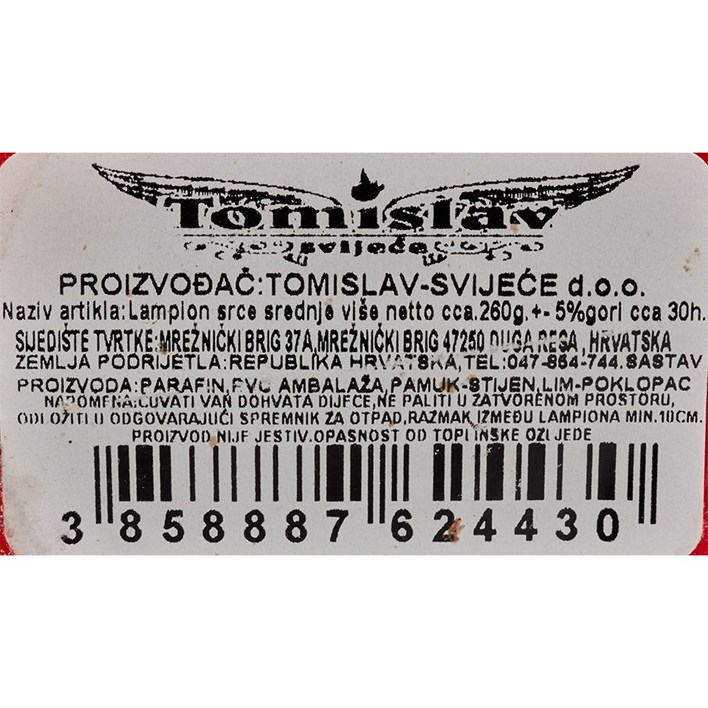 Tomislav
svijeće
PROIZVOĐAČ:TOMISLAV-SVIJEĆE d.o.o.
Naziv artikla:Lampion srce srednje više netto cca.260g.+- 5%gori cca 30h.
SJEDIŠTE TVRTKE:MREŽNIČKI BRIG 37A,MREŽNIČKI BRIG 47250 DUGA RESA , HRVATSKA
ZEMLJA PODRIJETLA:REPUBLIKA HRVATSKA,TEL:047-854-744.SASTAV
PROIZVODA:PARAFIN,PVC AMBALAŽA,PAMUK-STIJEN,LIM-POKLOPAC
NAPOMENA:ČUVATI VAN DOHVATA DIJECE,NE PALITI U ZATVORENOM PROSTORU,
ODLOŽITI U ODGOVARAJUĆI SPREMNIK ZA OTPAD,RAZMAK IZMEĐU LAMPIONA MIN.10CM.
PROIZVOD NIJE JESTIV.OPASNOST OD TOPLINSKE OZLJEDE
3 858887 624430